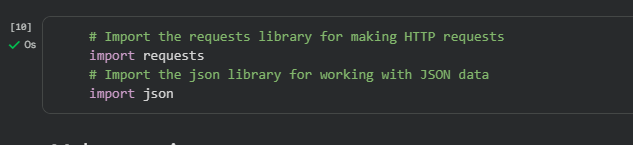 [10]
0s
# Import the requests library for making HTTP requests
import requests
# Import the json library for working with JSON data
import json